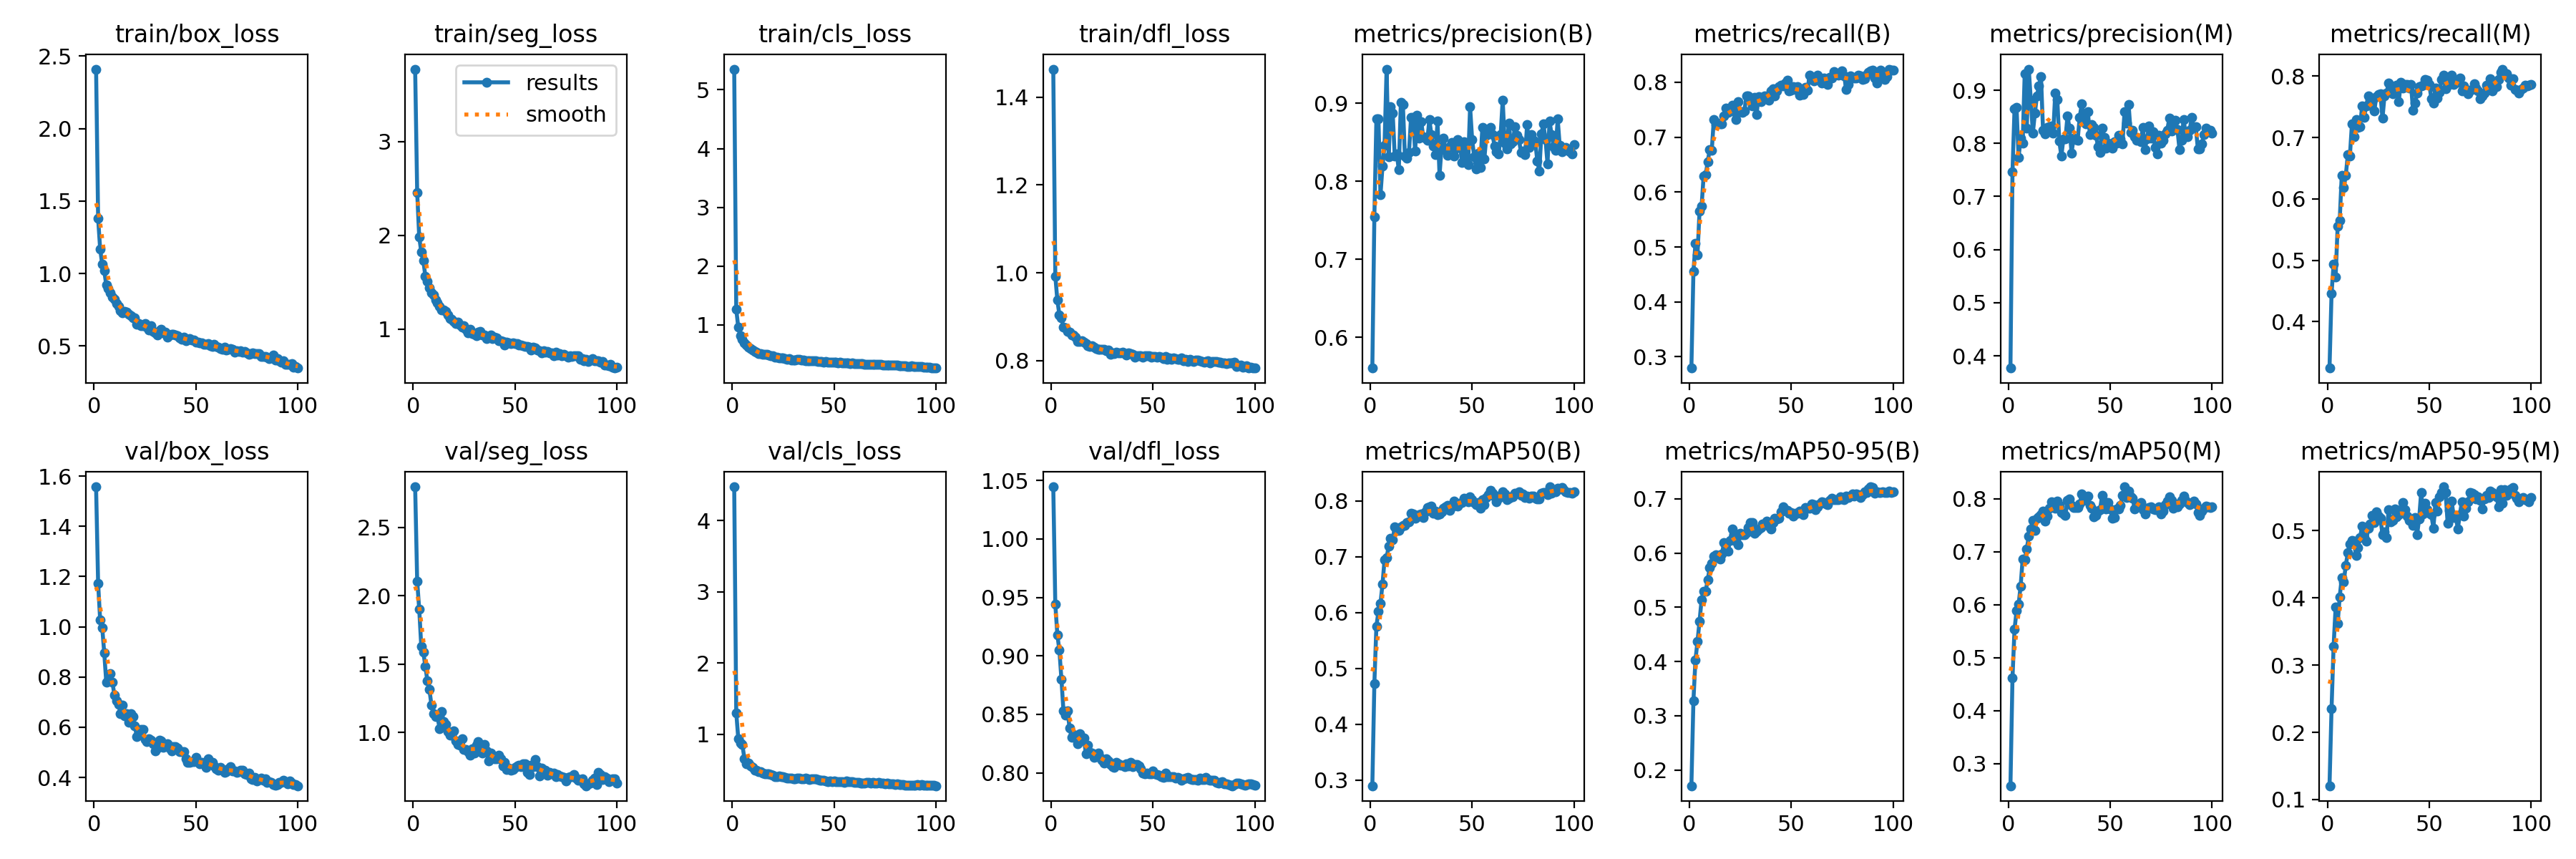 train/box_loss
train/seg_loss
train/cls_loss
train/dfl_loss
metrics/precision(B)
metrics/recall(B)
metrics/precision(M)
metrics/recall(M)
2.5
2.0
1.5
1.0
0.5
0 50 100
results
smooth
3
2
1
0 50 100
5
4
3
2
1
0 50 100
1.4
1.2
1.0
0.8
0 50 100
0.9
0.8
0.7
0.6
0 50 100
0.8
0.7
0.6
0.5
0.4
0.3
0 50 100
0.9
0.8
0.7
0.6
0.5
0.4
0 50 100
0.8
0.7
0.6
0.5
0.4
0 50 100
val/box_loss
val/seg_loss
val/cls_loss
val/dfl_loss
metrics/mAP50(B)
metrics/mAP50-95(B)
metrics/mAP50(M)
metrics/mAP50-95(M)
1.6
1.4
1.2
1.0
0.8
0.6
0.4
0 50 100
2.5
2.0
1.5
1.0
0 50 100
4
3
2
1
0 50 100
1.05
1.00
0.95
0.90
0.85
0.80
0 50 100
0.8
0.7
0.6
0.5
0.4
0.3
0 50 100
0.7
0.6
0.5
0.4
0.3
0.2
0 50 100
0.8
0.7
0.6
0.5
0.4
0.3
0 50 100
0.5
0.4
0.3
0.2
0.1
0 50 100